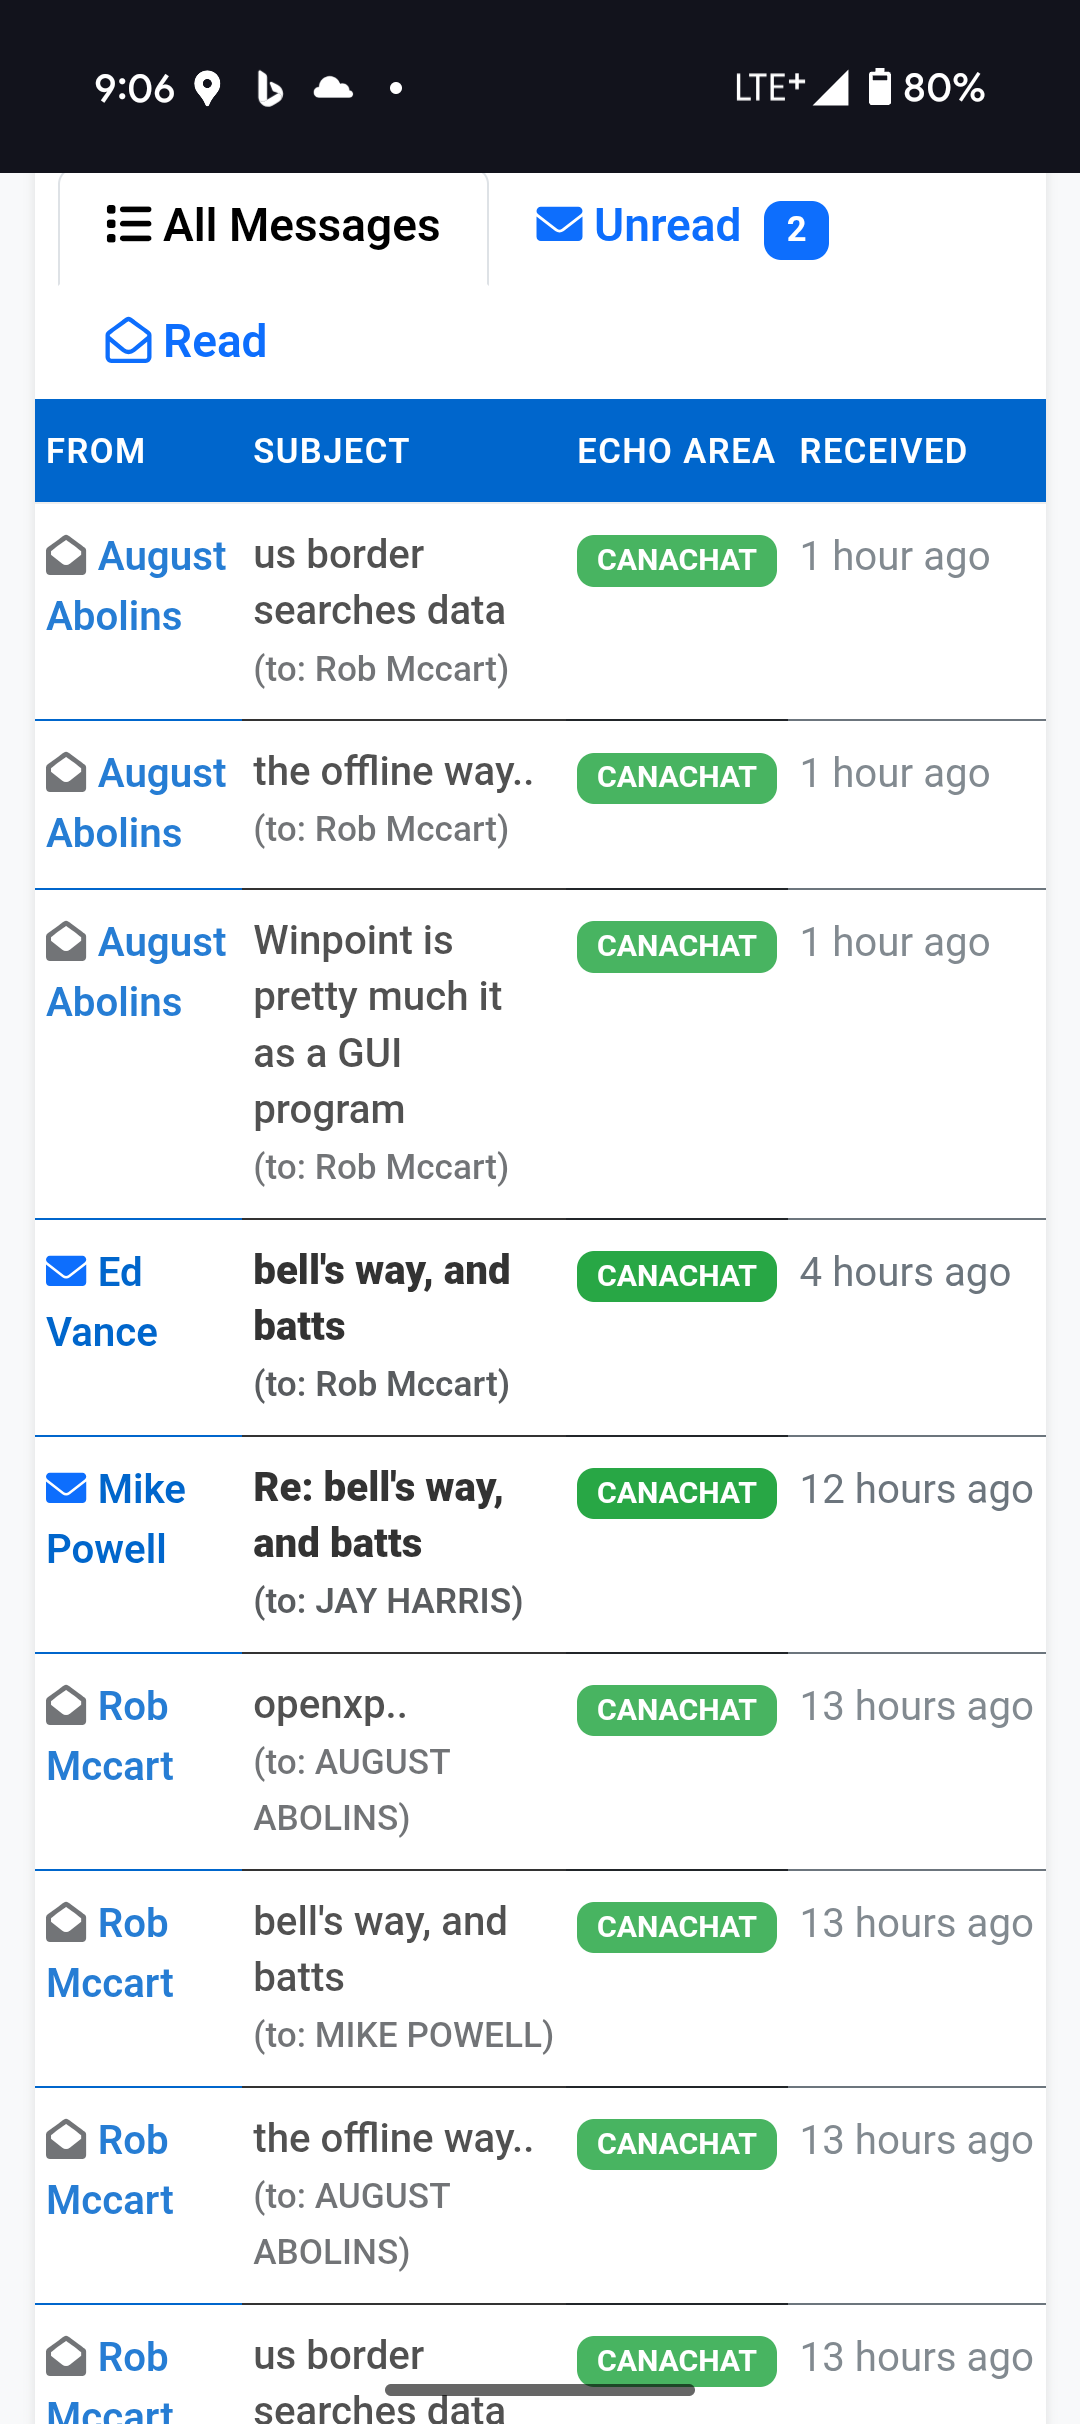 9:06
LTE+ 80%
All Messages Unread 2
Read
FROM SUBJECT ECHO AREA RECEIVED
August us border CANACHAT 1 hour ago
Abolins searches data
(to: Rob Mccart)
August the offline way.. CANACHAT 1 hour ago
Abolins (to: Rob Mccart)
August Winpoint is CANACHAT 1 hour ago
Abolins pretty much it
as a GUI
program
(to: Rob Mccart)
Ed bell's way, and CANACHAT 4 hours ago
Vance batts
(to: Rob Mccart)
Mike Re: bell's way, CANACHAT 12 hours ago
Powell and batts
(to: JAY HARRIS)
Rob openxp.. CANACHAT 13 hours ago
Mccart (to: AUGUST
ABOLINS)
Rob bell's way, and CANACHAT 13 hours ago
Mccart batts
(to: MIKE POWELL)
Rob the offline way.. CANACHAT 13 hours ago
Mccart (to: AUGUST
ABOLINS)
Rob us border CANACHAT 13 hours ago
Mccart searches data